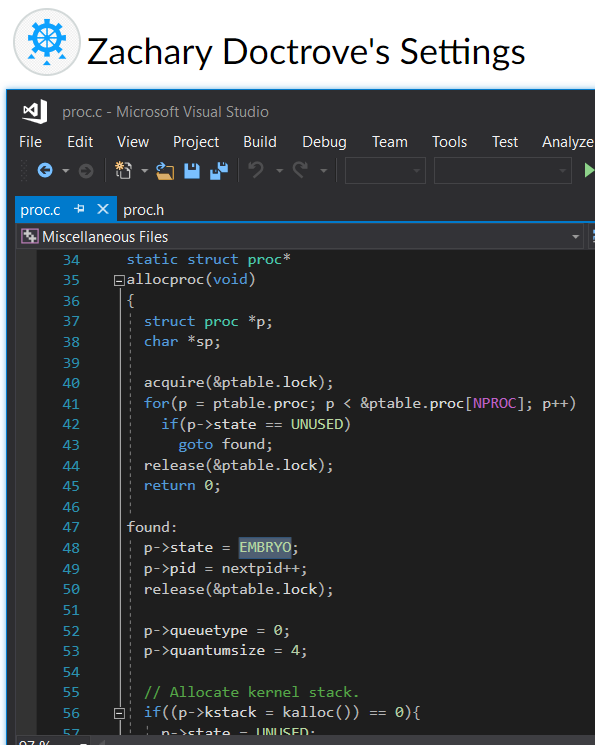 Zachary Doctrove's Settings
proc.c - Microsoft Visual Studio
File Edit View Project Build Debug Team Tools Test Analyze
proc.c proc.h
Miscellaneous Files
34 static struct proc*
35 allocproc(void)
36 {
37 struct proc *p;
38 char *sp;
39
40 acquire(&ptable.lock);
41 for(p = ptable.proc; p < &ptable.proc[NPROC]; p++)
42 if(p->state == UNUSED)
43 goto found;
44 release(&ptable.lock);
45 return 0;
46
47 found:
48 p->state = EMBRYO;
49 p->pid = nextpid++;
50 release(&ptable.lock);
51
52 p->queuetype = 0;
53 p->quantumsize = 4;
54
55 // Allocate kernel stack.
56 if((p->kstack = kalloc()) == 0){
57 p->state = UNUSED;
97 %